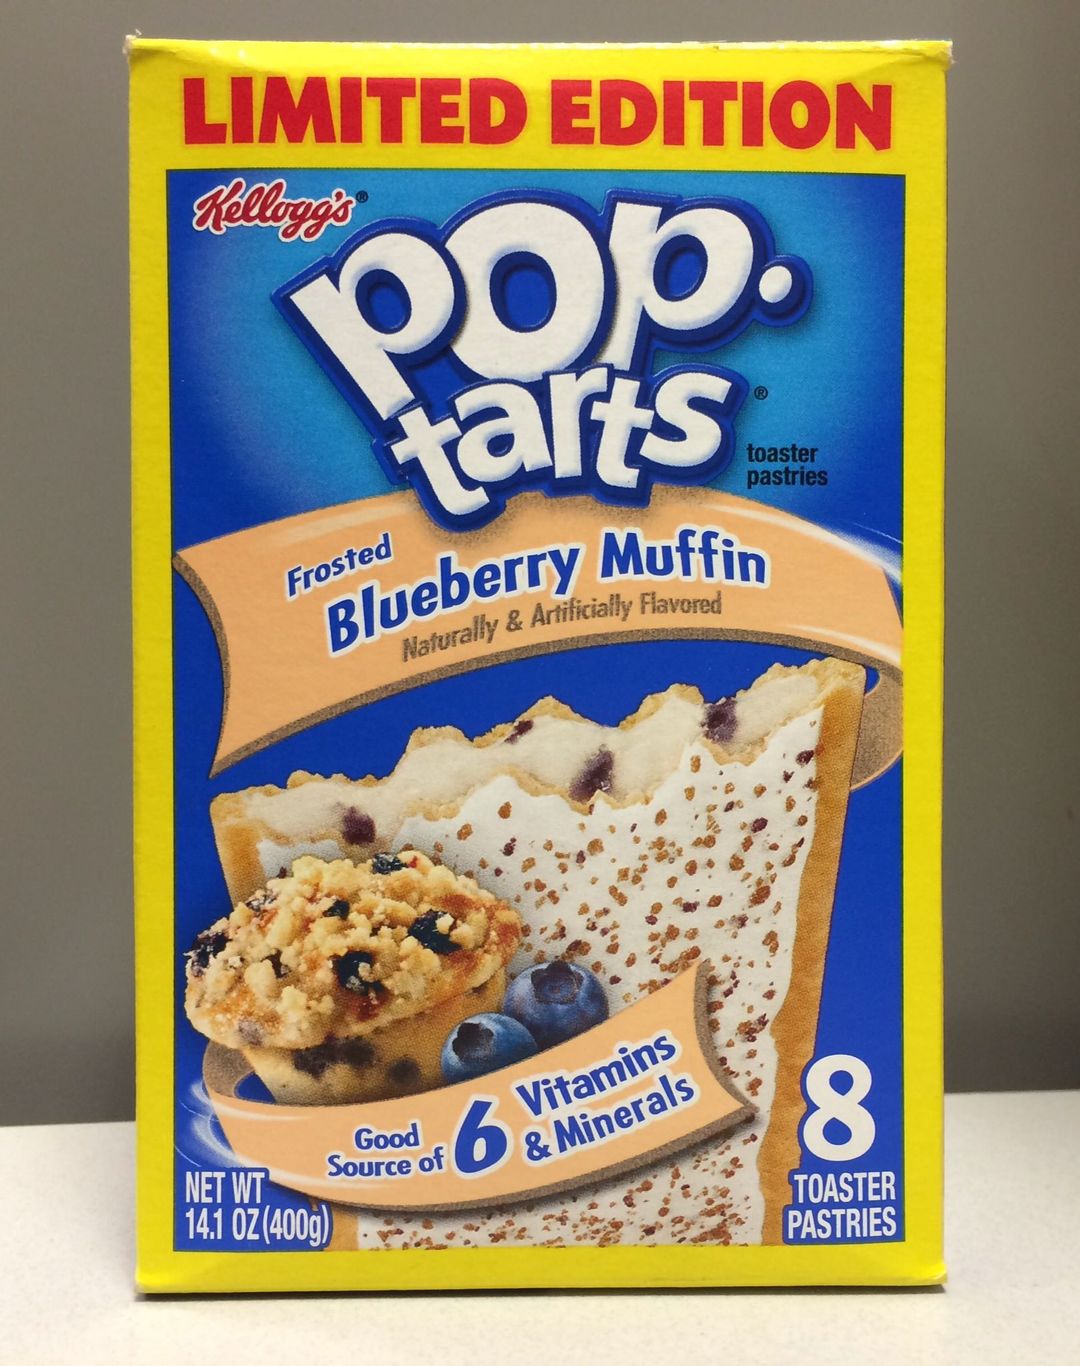 LIMITED EDITION
Kellogg's®
pop.
tarts®
toaster
pastries
Frosted
Blueberry Muffin
Naturally & Artificially Flavored
Good
Source of 6 Vitamins
& Minerals
NET WT
14.1 OZ (400g)
8
TOASTER
PASTRIES